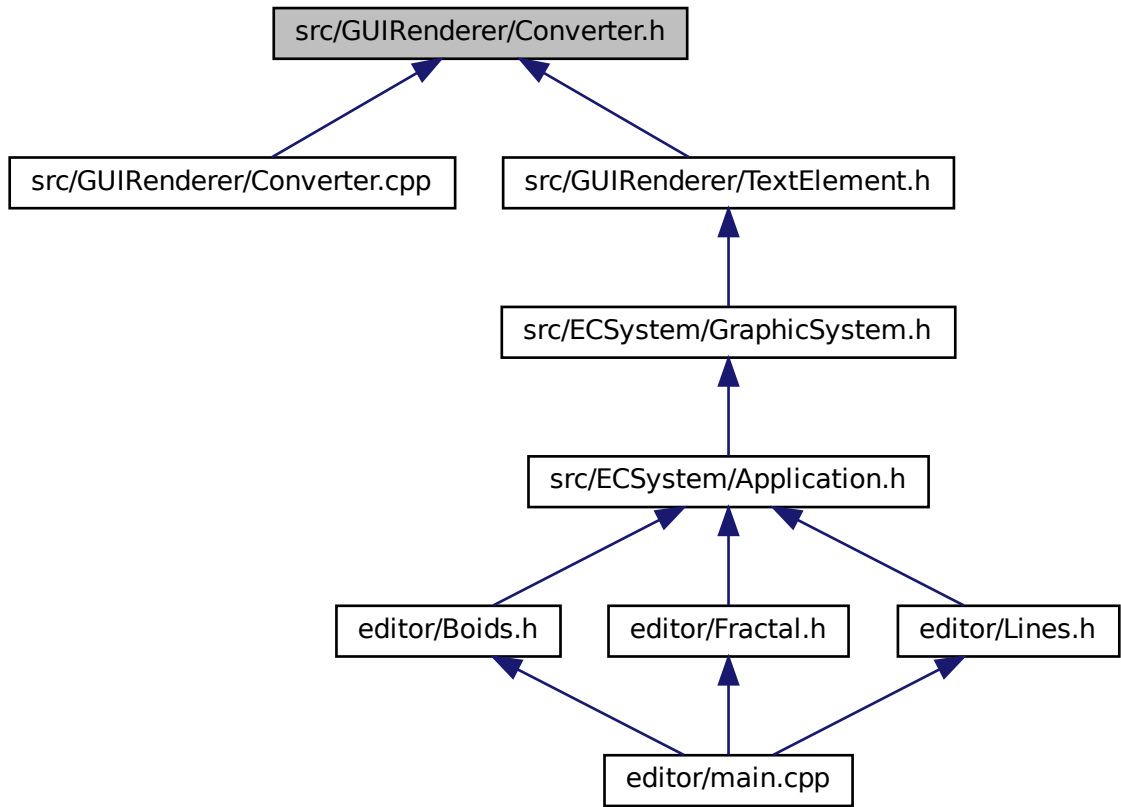 src/GUIRenderer/Converter.h
src/GUIRenderer/Converter.cpp
src/GUIRenderer/TextElement.h
src/ECSystem/GraphicSystem.h
src/ECSystem/Application.h
editor/Boids.h
editor/Fractal.h
editor/Lines.h
editor/main.cpp